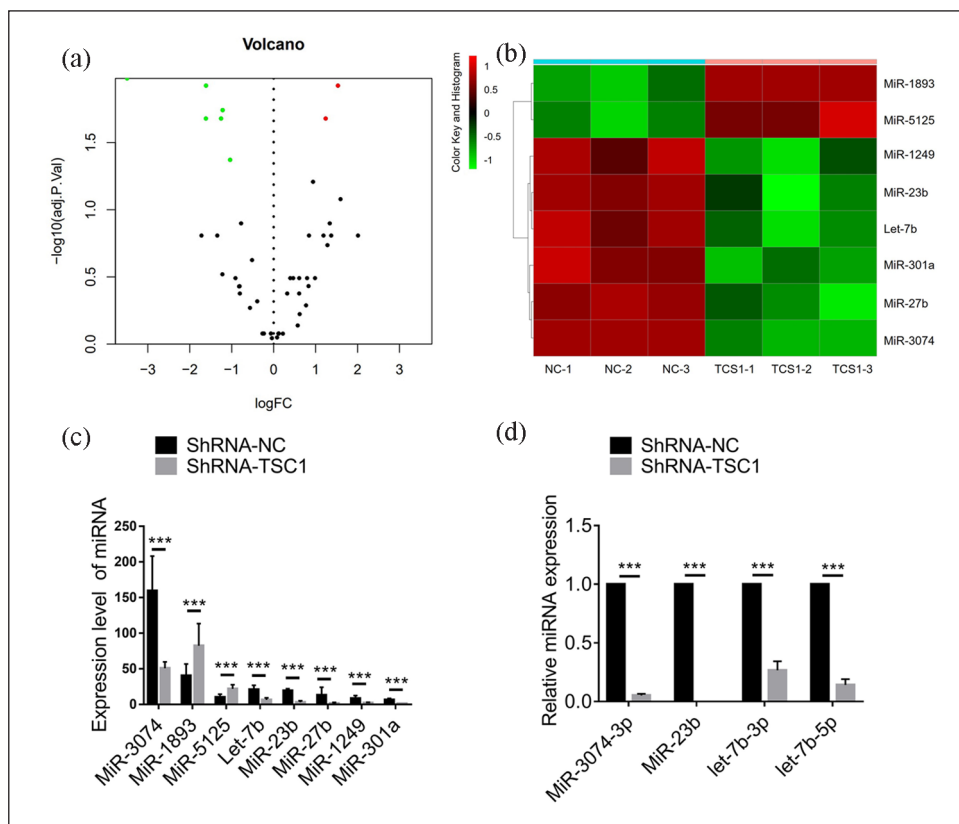 (a)
Volcano
−log10(adj.P.Val)
1.5
1.0
0.5
0.0
−3 −2 −1 0 1 2 3
logFC
(b)
Color Key and Histogram
1
0.5
0
-0.5
-1
MiR-1893
MiR-5125
MiR-1249
MiR-23b
Let-7b
MiR-301a
MiR-27b
MiR-3074
NC-1 NC-2 NC-3 TCS1-1 TCS1-2 TCS1-3
(c)
ShRNA-NC
ShRNA-TSC1
Expression level of miRNA
250
200
150
100
50
0
*** *** *** *** *** *** *** ***
MiR-3074 MiR-1893 MiR-5125 Let-7b MiR-23b MiR-27b MiR-1249 MiR-301a
(d)
ShRNA-NC
ShRNA-TSC1
Relative miRNA expression
1.5
1.0
0.5
0.0
*** *** *** ***
MiR-3074-3p MiR-23b let-7b-3p let-7b-5p